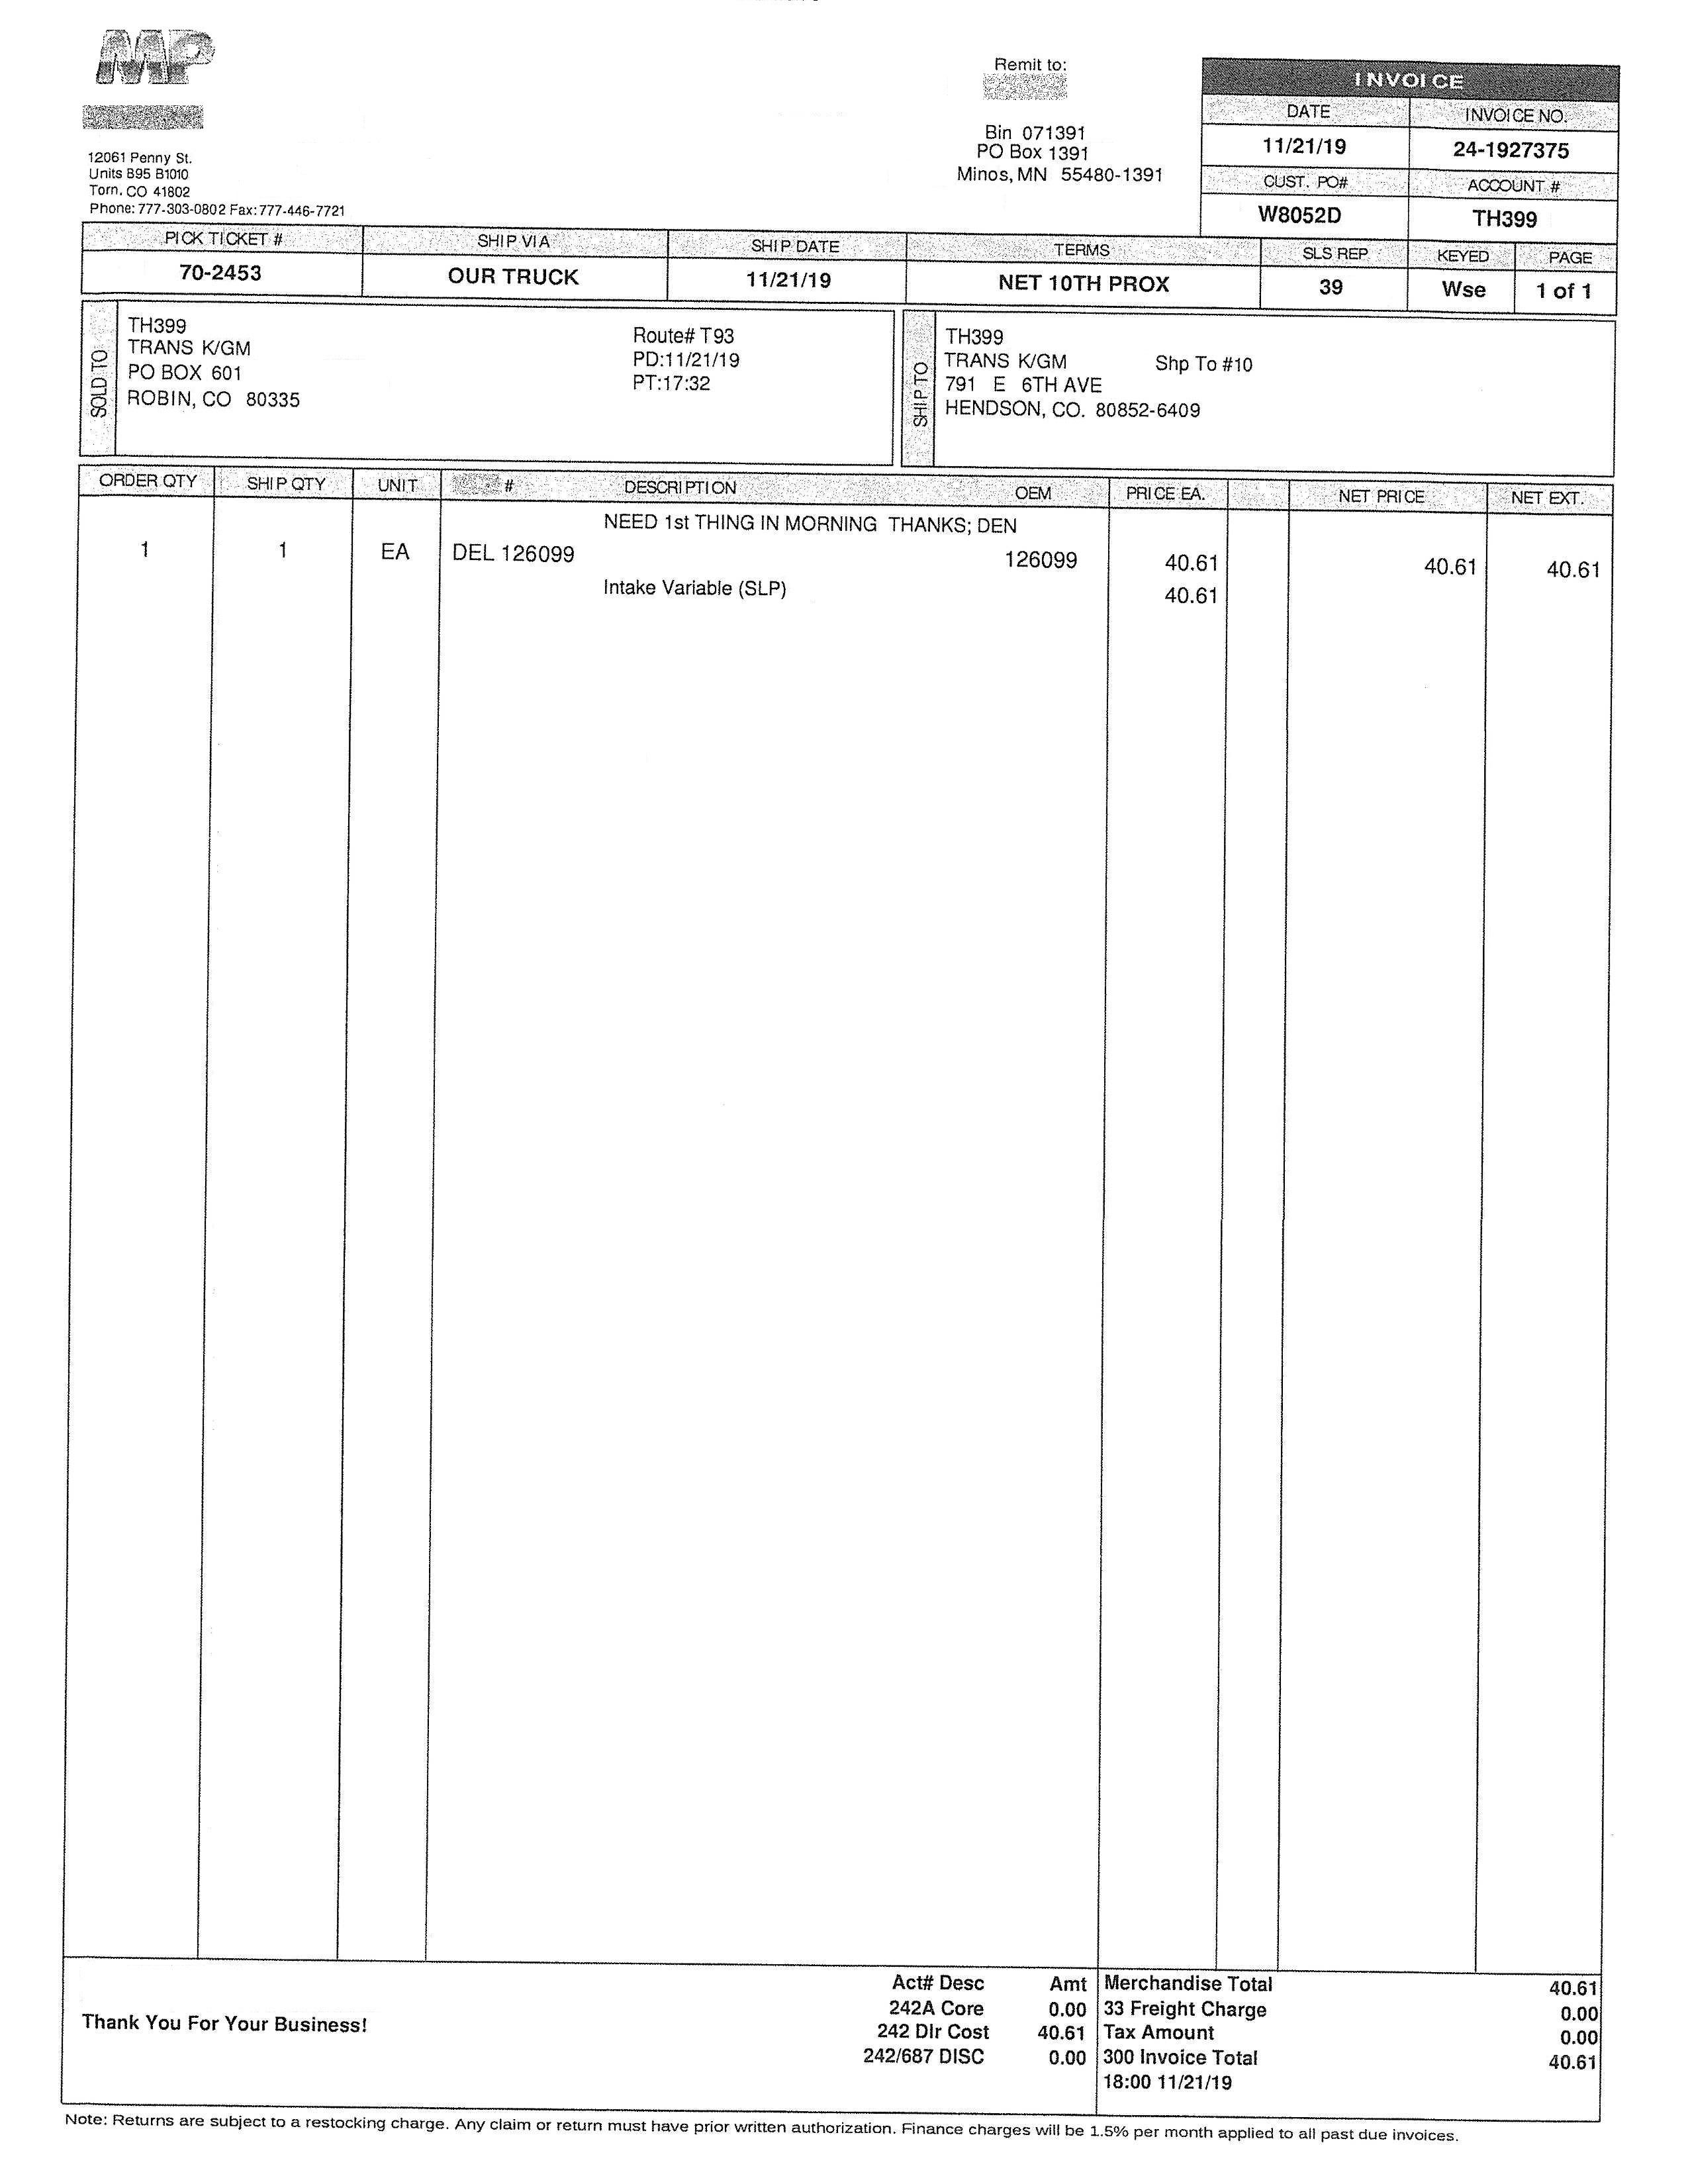 MP
12061 Penny St.
Units B95 B1010
Torn, CO 41802
Phone: 777-303-0802 Fax: 777-446-7721
Remit to:
Bin 071391
PO Box 1391
Minos, MN 55480-1391
INVOICE
DATE INVOICE NO.
11/21/19 24-1927375
CUST. PO# ACCOUNT #
W8052D TH399
PICK TICKET # SHIP VIA SHIP DATE TERMS SLS REP KEYED PAGE
70-2453 OUR TRUCK 11/21/19 NET 10TH PROX 39 Wse 1 of 1
SOLD TO
TH399
TRANS K/GM
PO BOX 601
ROBIN, CO 80335
Route# T93
PD:11/21/19
PT:17:32
SHIP TO
TH399
TRANS K/GM Shp To #10
791 E 6TH AVE
HENDSON, CO. 80852-6409
ORDER QTY SHIP QTY UNIT # DESCRIPTION OEM PRICE EA. NET PRICE NET EXT.
NEED 1st THING IN MORNING THANKS; DEN
1 1 EA DEL 126099 126099 40.61 40.61 40.61
Intake Variable (SLP) 40.61
Thank You For Your Business!
Act# Desc Amt
242A Core 0.00
242 Dlr Cost 40.61
242/687 DISC 0.00
Merchandise Total 40.61
33 Freight Charge 0.00
Tax Amount 0.00
300 Invoice Total 40.61
18:00 11/21/19
Note: Returns are subject to a restocking charge. Any claim or return must have prior written authorization. Finance charges will be 1.5% per month applied to all past due invoices.